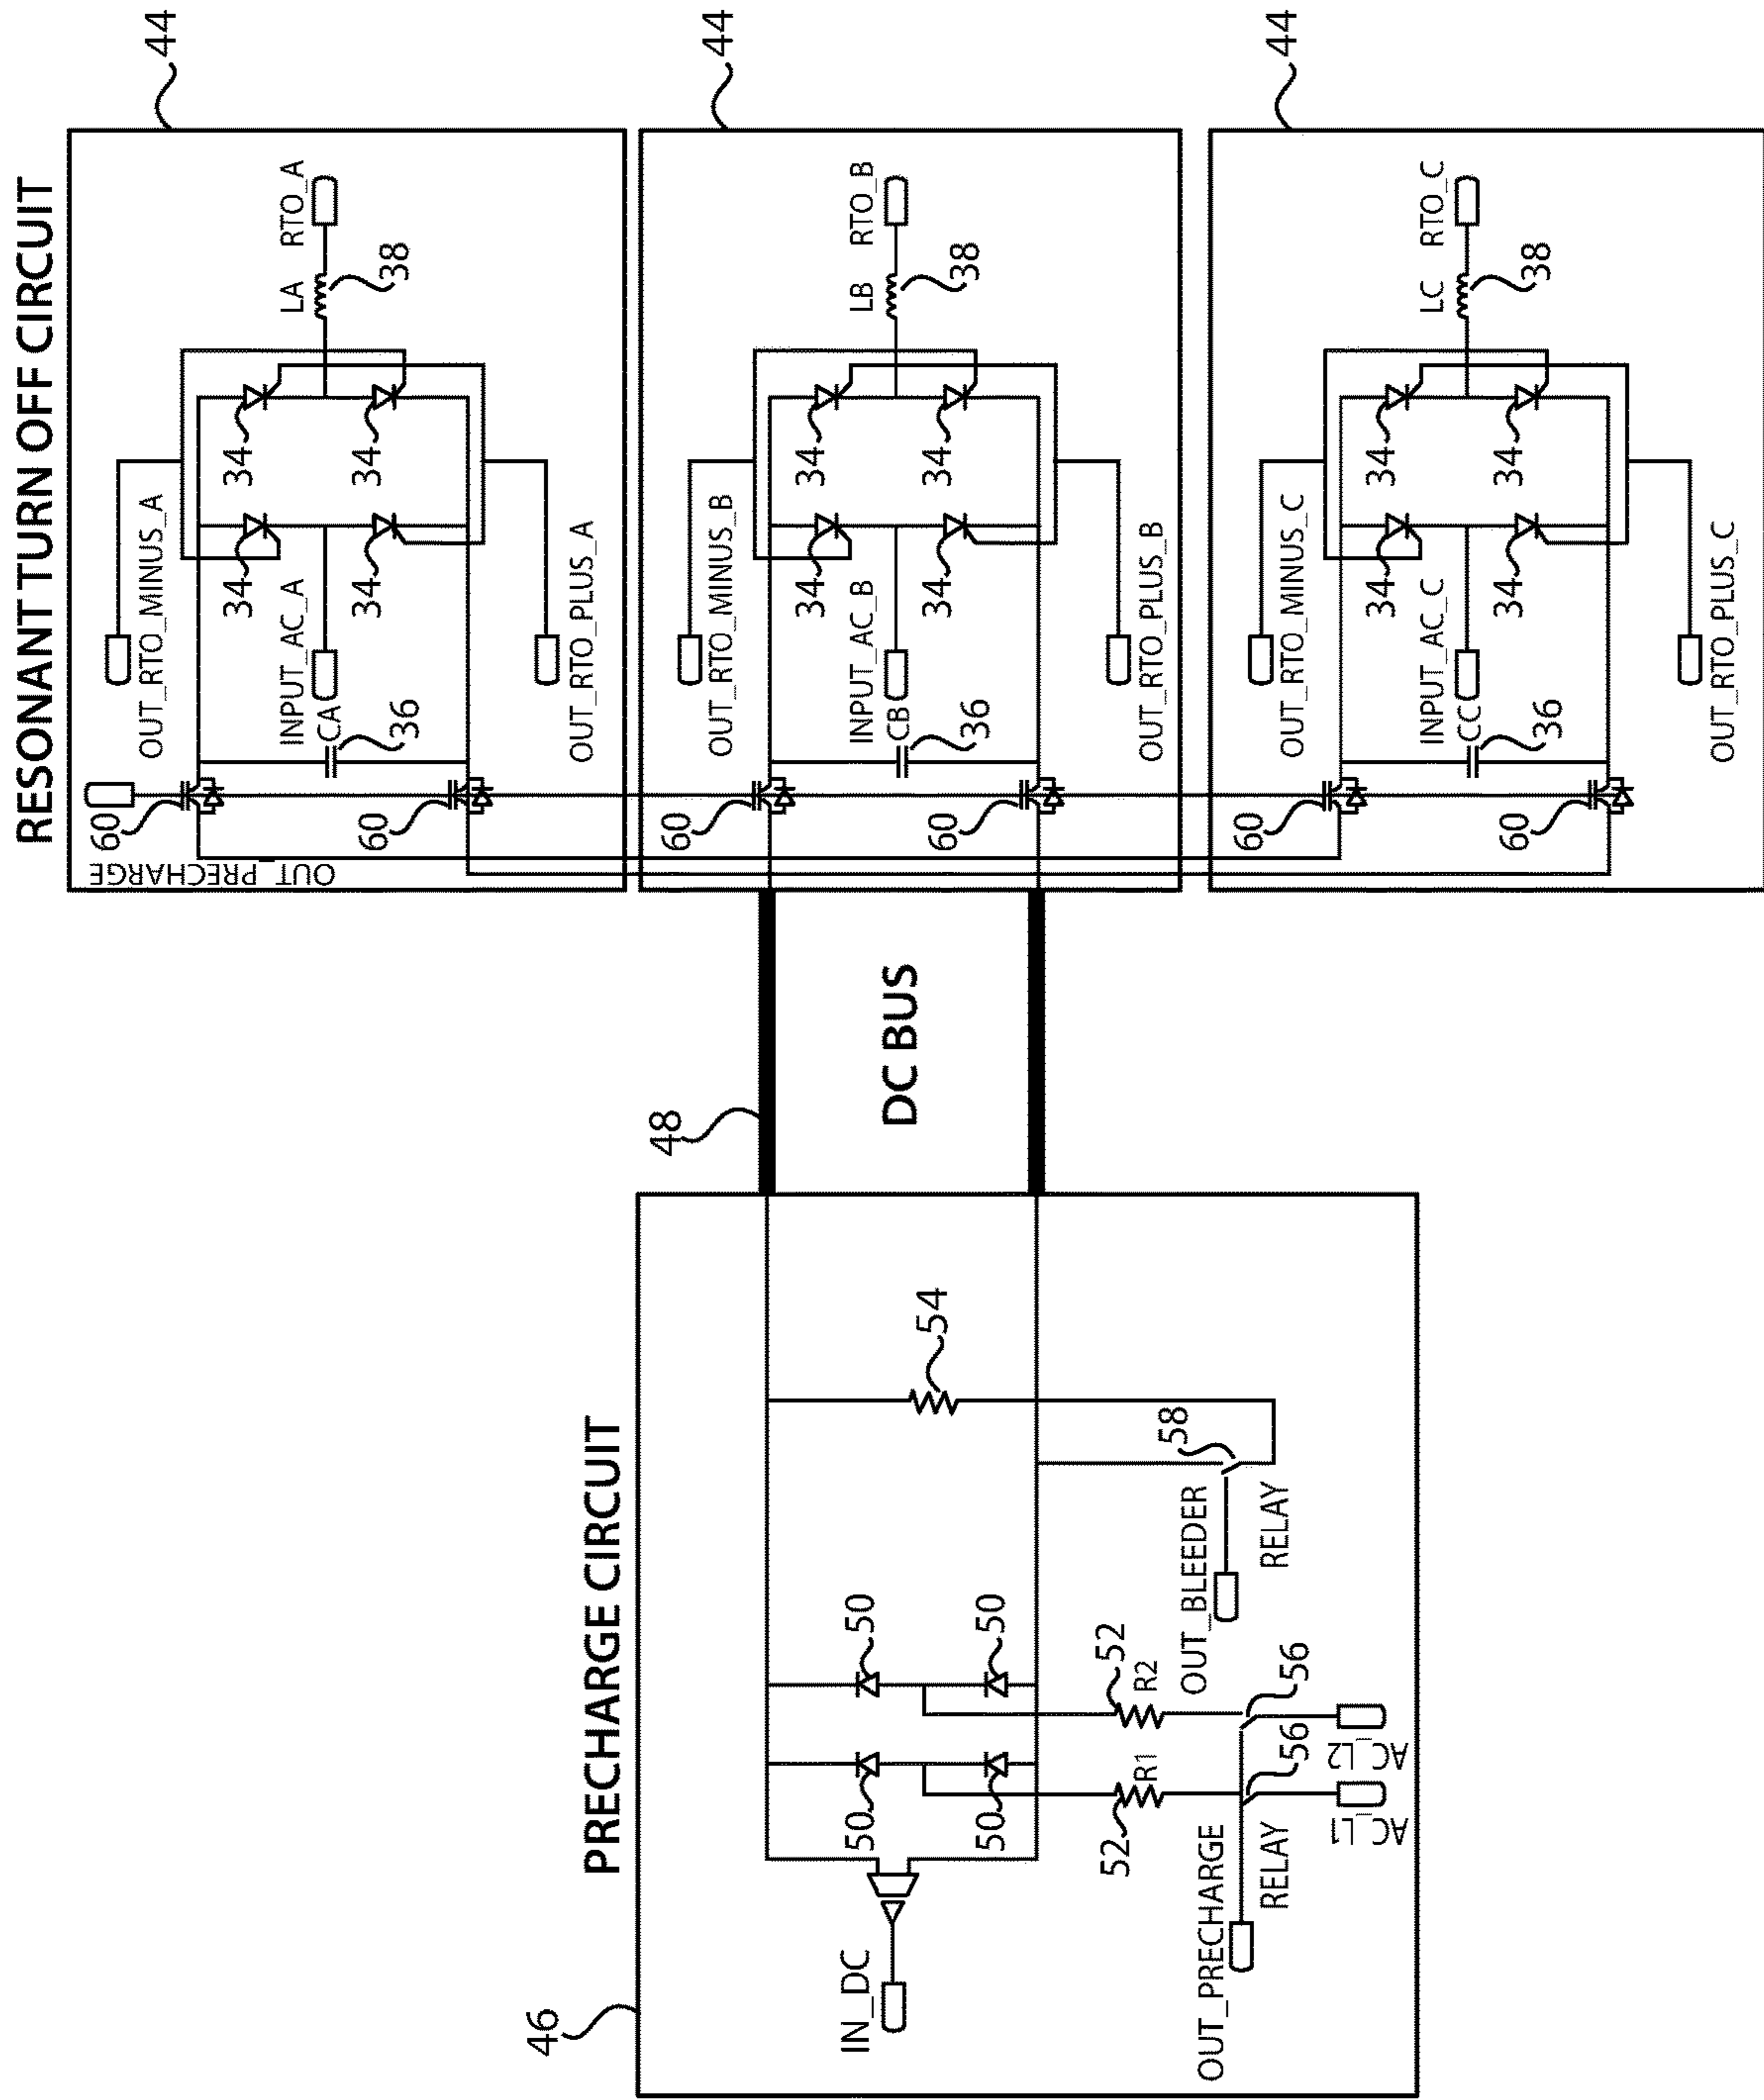 RESONANT TURN OFF CIRCUIT
44
OUT_PRECHARGE
60
60
OUT_RTO_MINUS_A
INPUT_AC_A
CA
36
OUT_RTO_PLUS_A
34
34
34
34
LA
38
RTO_A
44
60
60
OUT_RTO_MINUS_B
INPUT_AC_B
CB
36
OUT_RTO_PLUS_B
34
34
34
34
LB
38
RTO_B
44
60
60
OUT_RTO_MINUS_C
INPUT_AC_C
CC
36
OUT_RTO_PLUS_C
34
34
34
34
LC
38
RTO_C
48
DC BUS
PRECHARGE CIRCUIT
46
IN_DC
50
50
50
50
54
52
R1
52
R2
58
OUT_BLEEDER
RELAY
56
56
OUT_PRECHARGE
RELAY
AC_L1
AC_L2